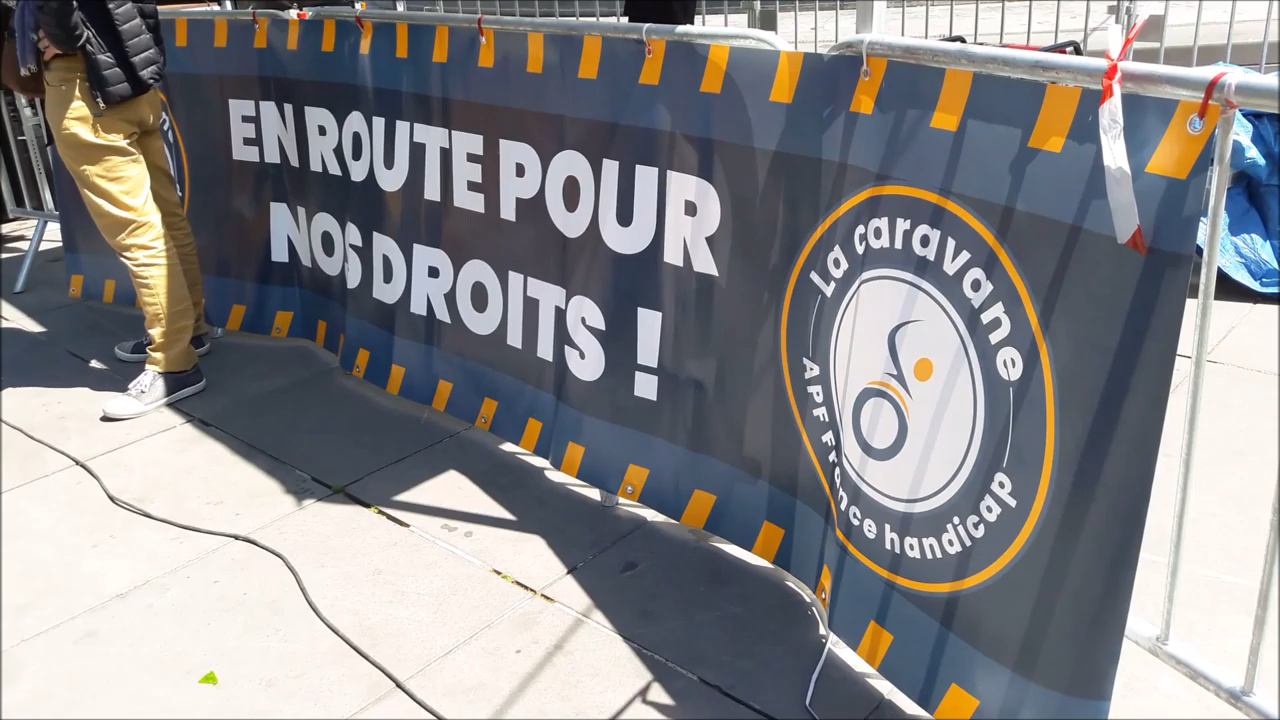 EN ROUTE POUR
NOS DROITS !
La caravane
APF France handicap